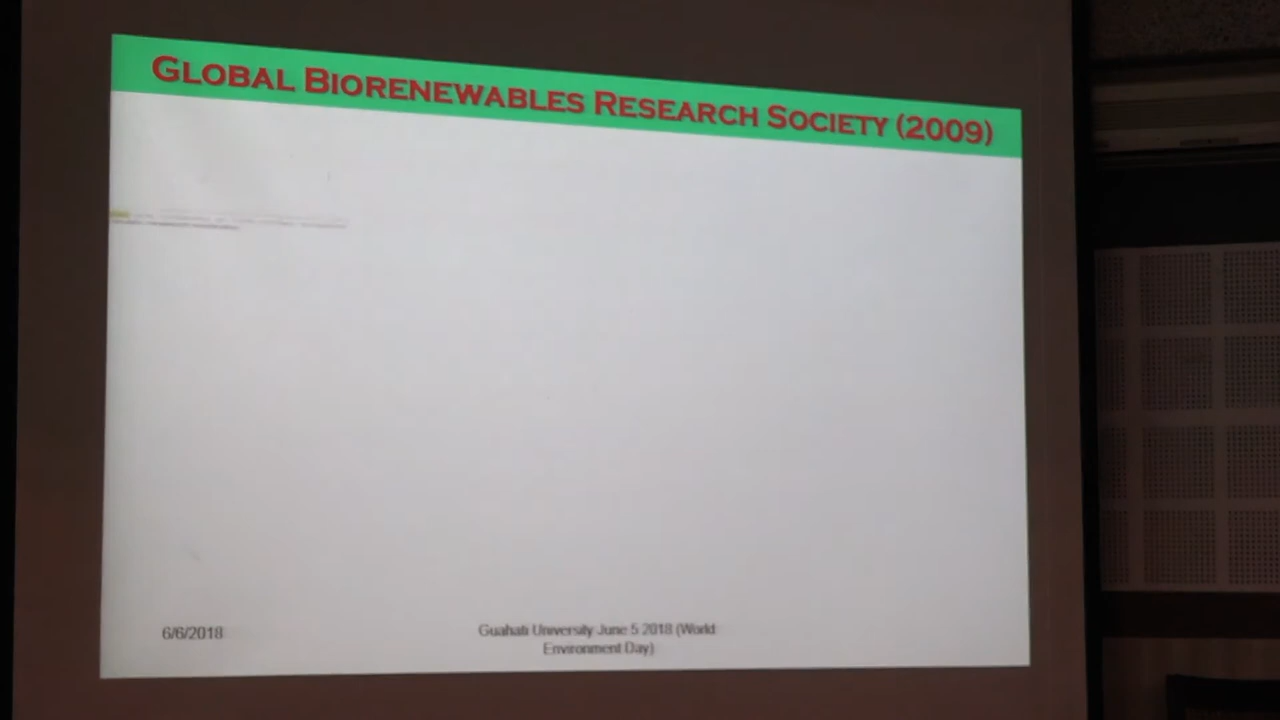 GLOBAL BIORENEWABLES RESEARCH SOCIETY (2009)
6/6/2018
Guahati University June 5 2018 (World
Environment Day)